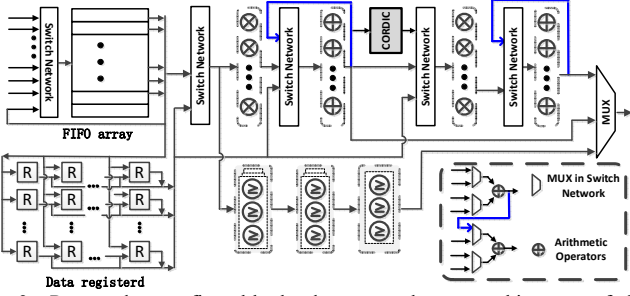 Switch Network
FIFO array
Switch Network
Switch Network
CORDIC
Switch Network
Switch Network
MUX
R R R
R R R
R R R
Data registerd
≥ ≥ ≥
≥ ≥ ≥
≥ ≥ ≥
MUX in Switch Network
Arithmetic Operators